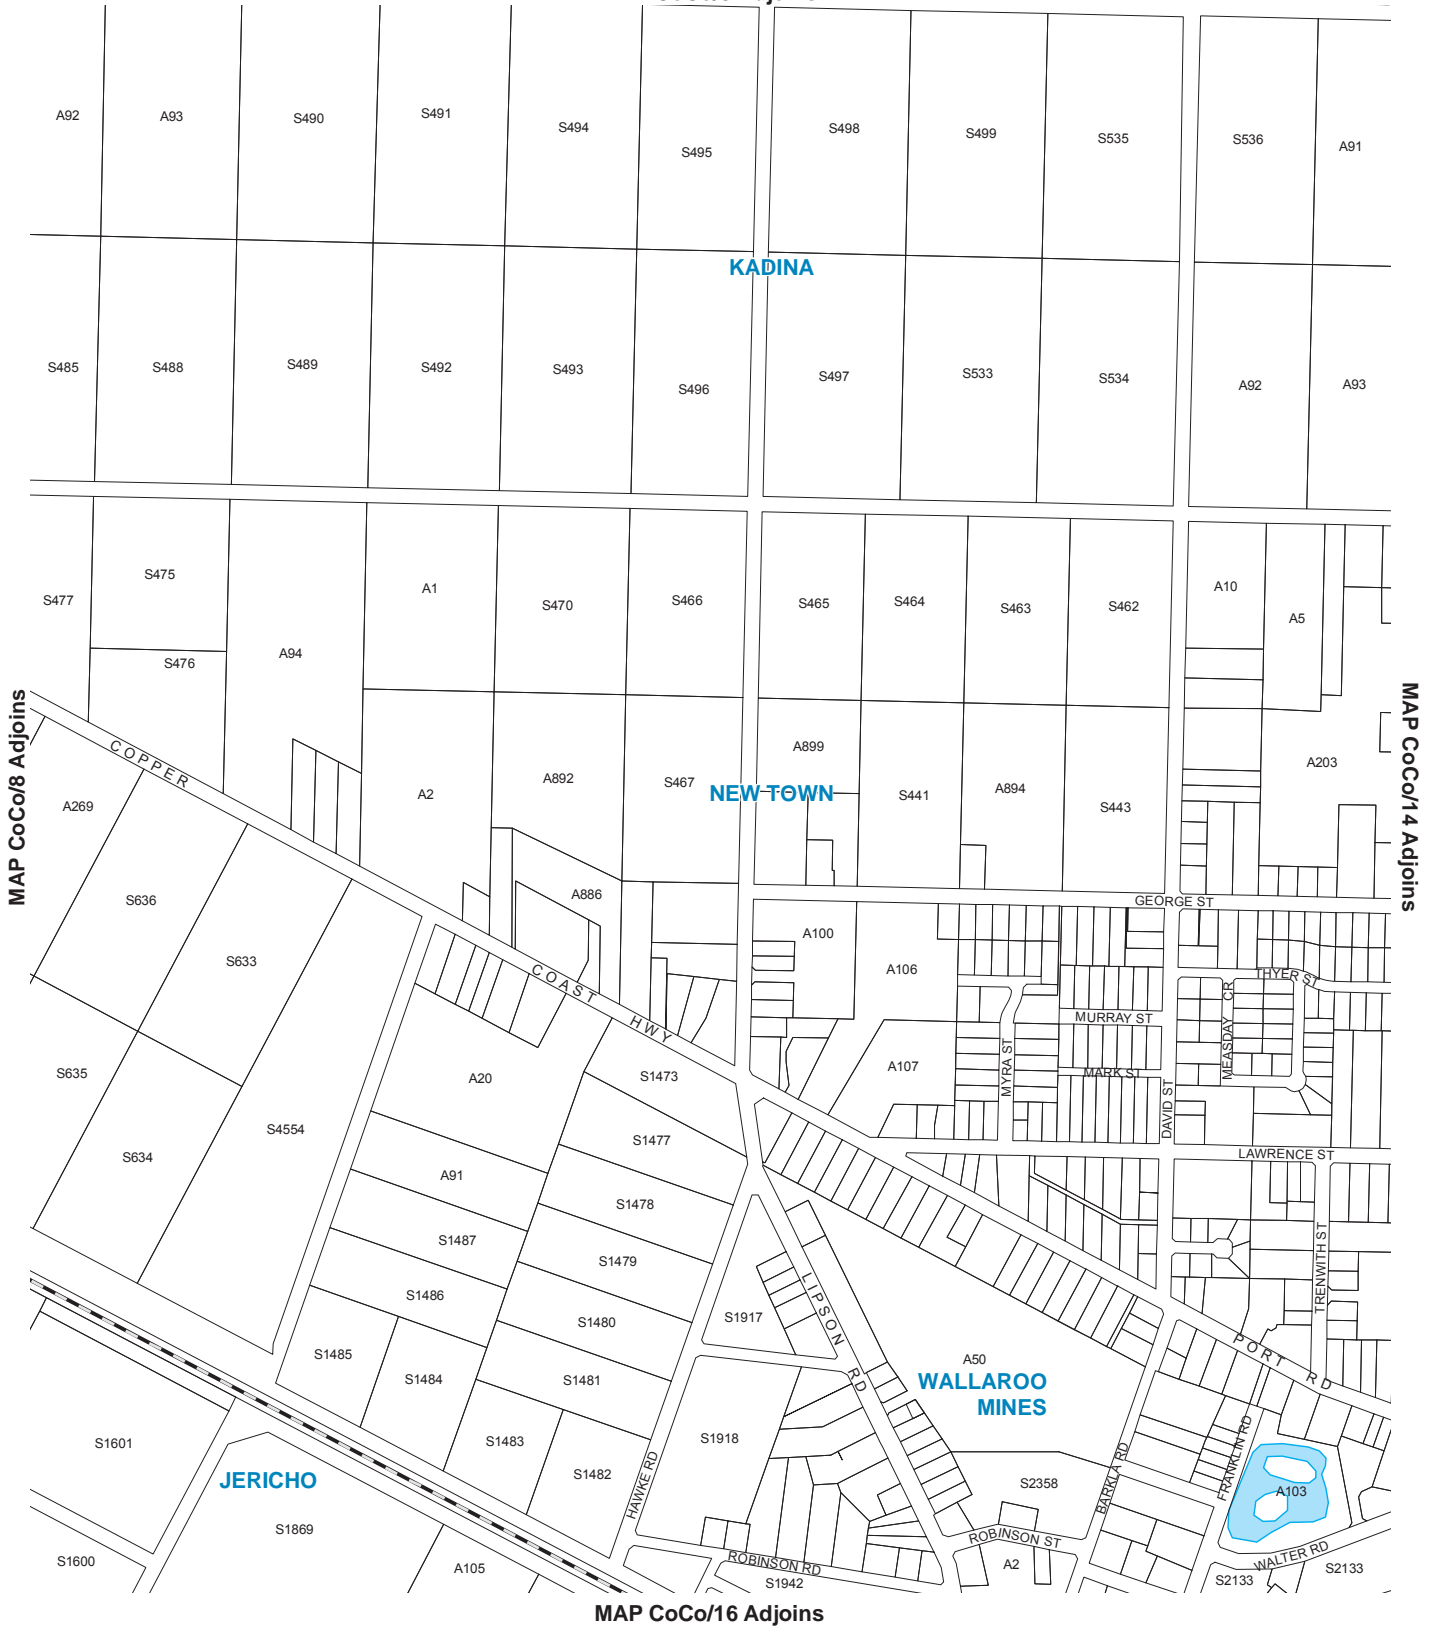 A92
A93
S490
S491
S494
S495
S498
S499
S535
S536
A91
KADINA
S485
S488
S489
S492
S493
S496
S497
S533
S534
A92
A93
S477
S475
S476
A94
A1
S470
S466
S465
S464
S463
S462
A10
A5
MAP CoCo/8 Adjoins
MAP CoCo/14 Adjoins
COPPER
COAST
HWY
A269
A2
A892
S467
A899
NEW TOWN
S441
A894
S443
A203
S636
A886
GEORGE ST
S633
A100
A106
THYER ST
MURRAY ST
MEASDAY CR
MYRA ST
MARK ST
DAVID ST
S635
A20
S1473
A107
S4554
S634
S1477
LAWRENCE ST
A91
S1478
S1487
S1479
TRENWITH ST
S1486
S1480
S1917
LIPSON RD
PORT RD
S1485
S1484
S1481
A50
WALLAROO
MINES
S1601
S1483
S1918
S1482
HAWKE RD
BARKLA RD
FRANKLIN RD
JERICHO
S2358
A103
S1869
ROBINSON ST
WALTER RD
S1600
A105
ROBINSON RD
S1942
A2
S2133
S2133
MAP CoCo/16 Adjoins